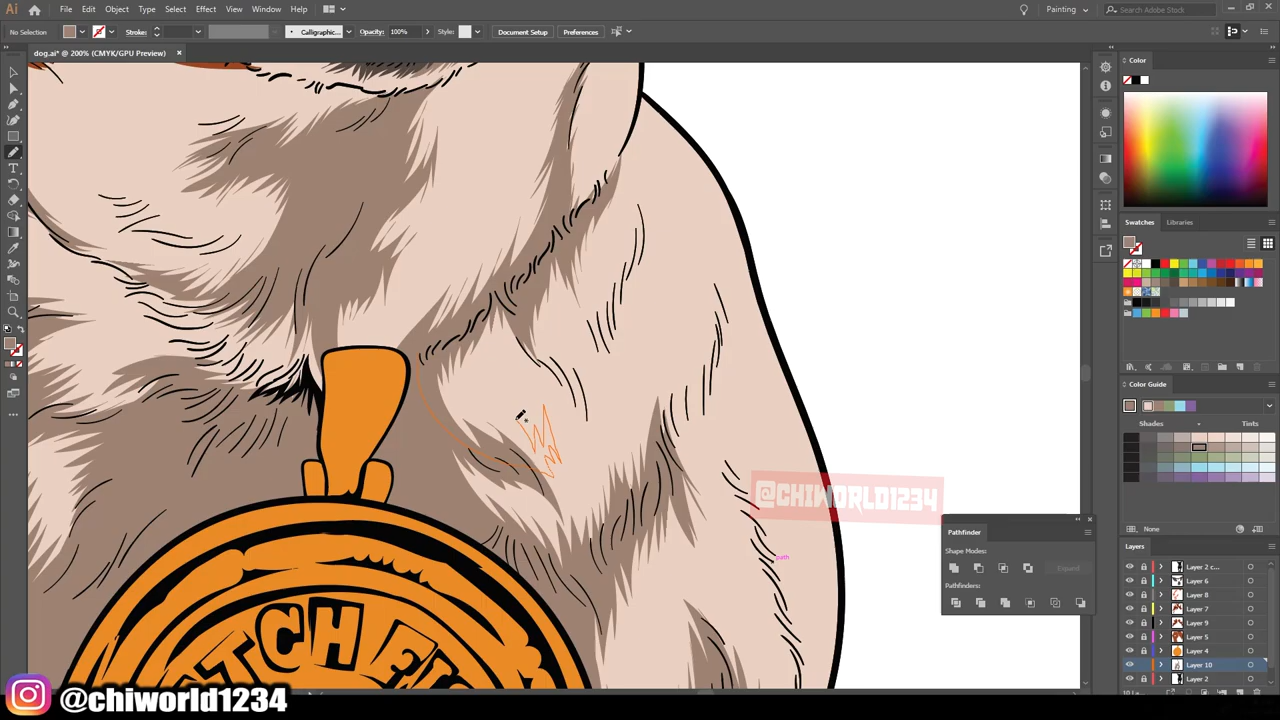 Ai File Edit Object Type Select Effect View Window Help Painting Search Adobe Stock
No Selection Stroke: Calligraphic... Opacity: 100% Style: Document Setup Preferences
dog.ai* @ 200% (CMYK/GPU Preview)
Color
Swatches Libraries
Color Guide
Shades Tints
None
@CHIWORLD1234
path
Pathfinder
Shape Modes:
Expand
Pathfinders:
Layers
Layer 2 c...
Layer 6
Layer 8
Layer 7
Layer 9
Layer 5
Layer 4
Layer 10
Layer 2
@chiworld1234